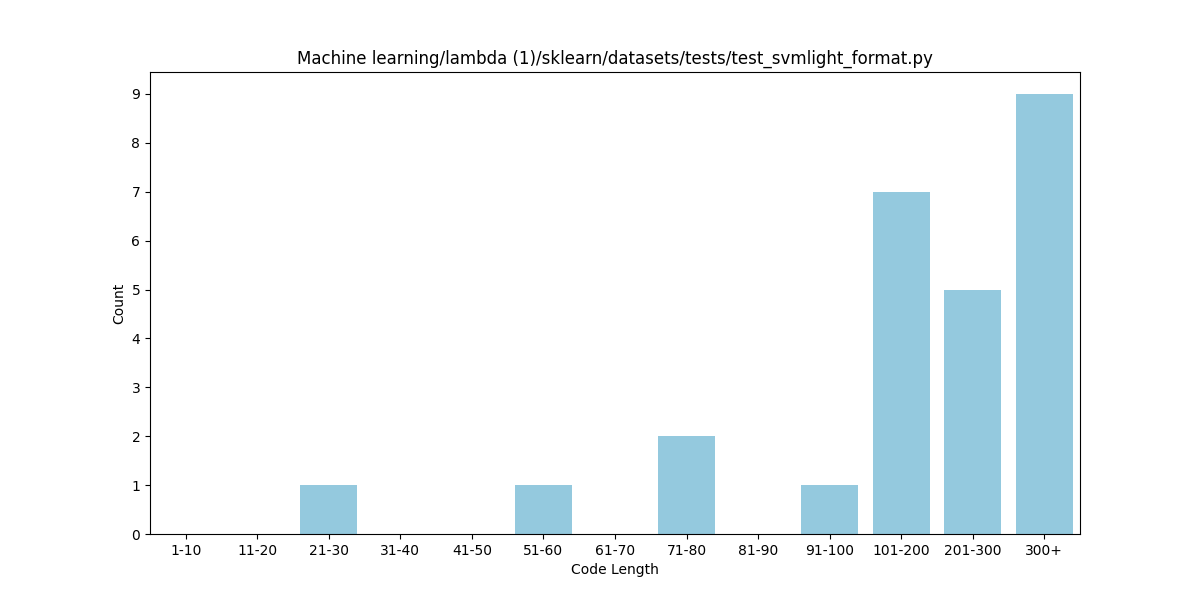 Machine learning/lambda (1)/sklearn/datasets/tests/test_svmlight_format.py
9
8
7
6
5
4
3
2
1
0
Count
1-10 11-20 21-30 31-40 41-50 51-60 61-70 71-80 81-90 91-100 101-200 201-300 300+
Code Length